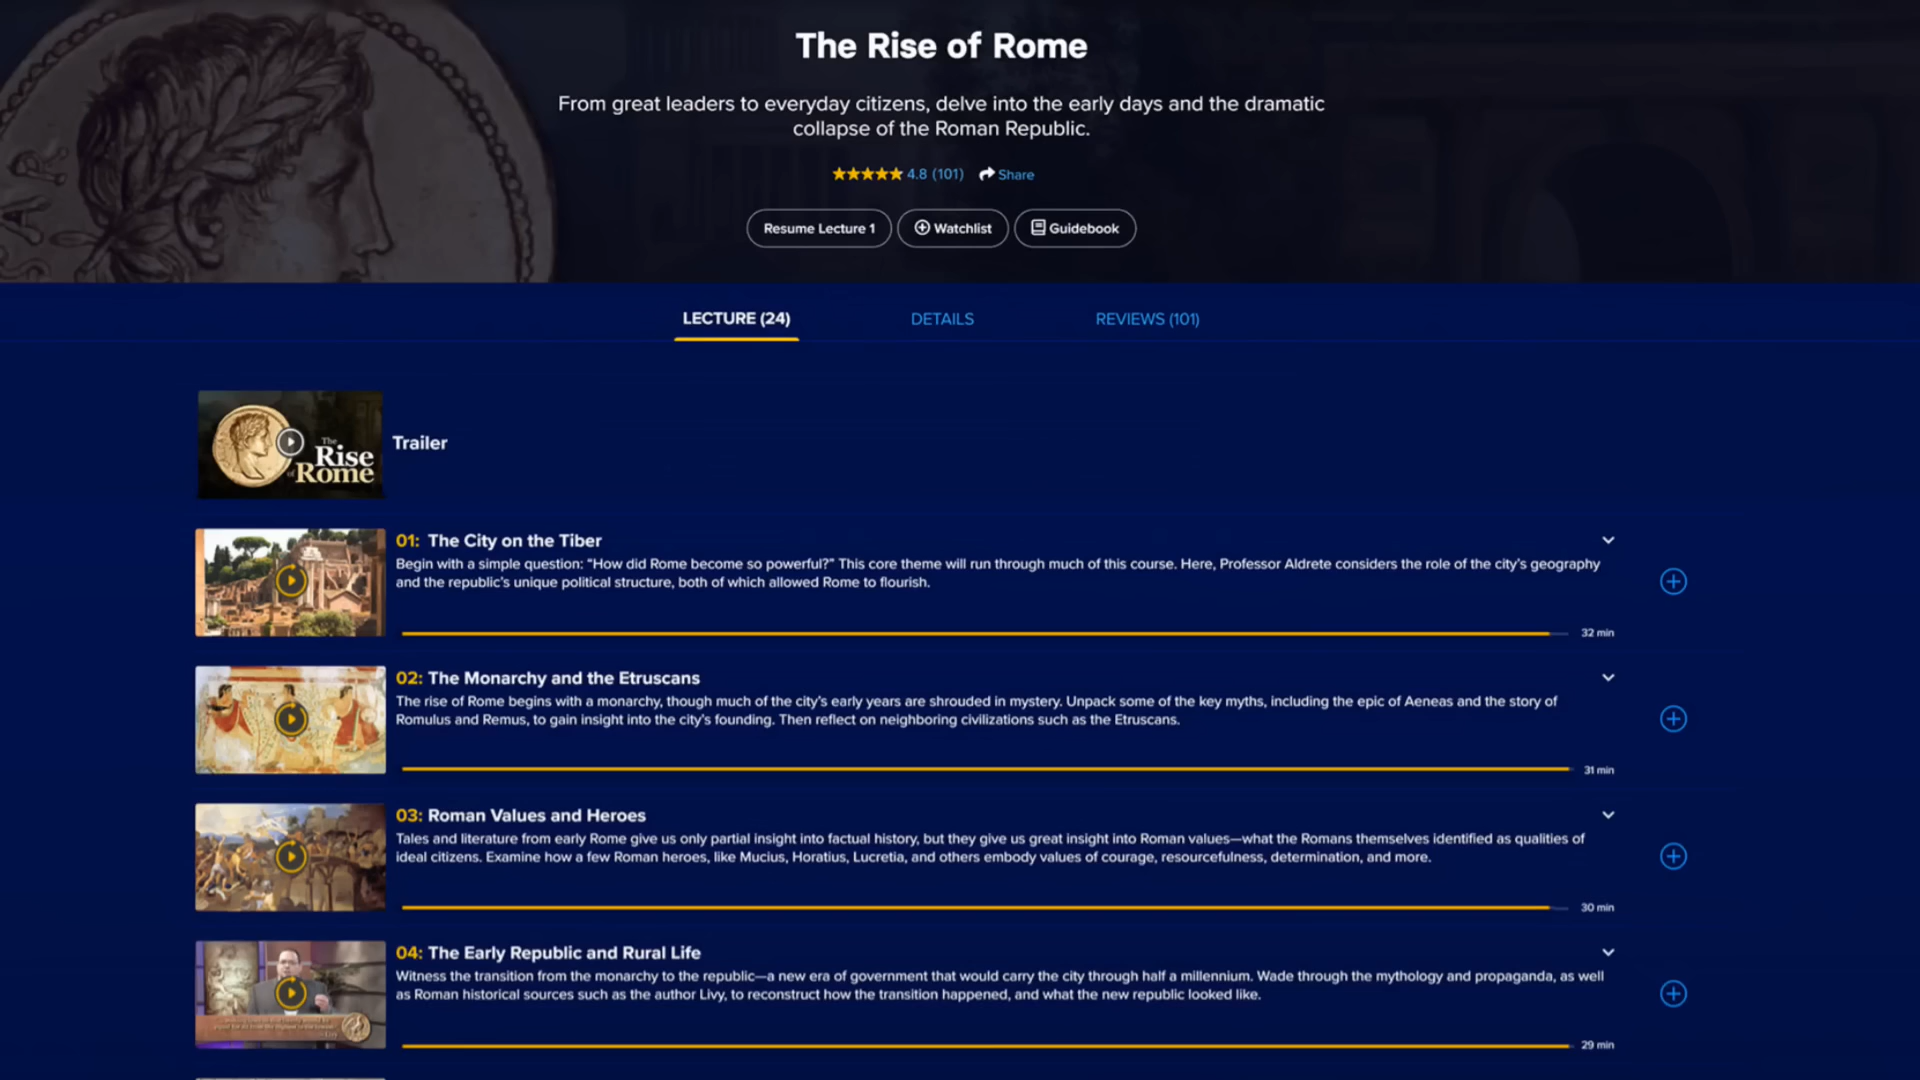 The Rise of Rome
From great leaders to everyday citizens, delve into the early days and the dramatic
collapse of the Roman Republic.
4.8 (101) Share
Resume Lecture 1 Watchlist Guidebook
LECTURE (24) DETAILS REVIEWS (101)
The
Rise
of Rome
Trailer
01: The City on the Tiber
Begin with a simple question: “How did Rome become so powerful?” This core theme will run through much of this course. Here, Professor Aldrete considers the role of the city’s geography
and the republic’s unique political structure, both of which allowed Rome to flourish.
32 min
02: The Monarchy and the Etruscans
The rise of Rome begins with a monarchy, though much of the city’s early years are shrouded in mystery. Unpack some of the key myths, including the epic of Aeneas and the story of
Romulus and Remus, to gain insight into the city’s founding. Then reflect on neighboring civilizations such as the Etruscans.
31 min
03: Roman Values and Heroes
Tales and literature from early Rome give us only partial insight into factual history, but they give us great insight into Roman values—what the Romans themselves identified as qualities of
ideal citizens. Examine how a few Roman heroes, like Mucius, Horatius, Lucretia, and others embody values of courage, resourcefulness, determination, and more.
30 min
04: The Early Republic and Rural Life
Witness the transition from the monarchy to the republic—a new era of government that would carry the city through half a millennium. Wade through the mythology and propaganda, as well
as Roman historical sources such as the author Livy, to reconstruct how the transition happened, and what the new republic looked like.
29 min